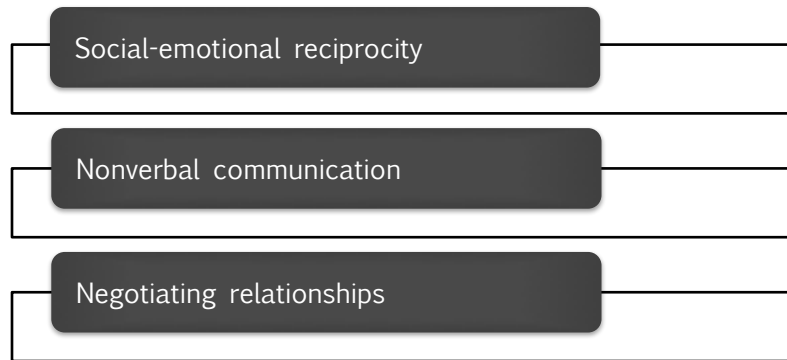 Social-emotional reciprocity
Nonverbal communication
Negotiating relationships